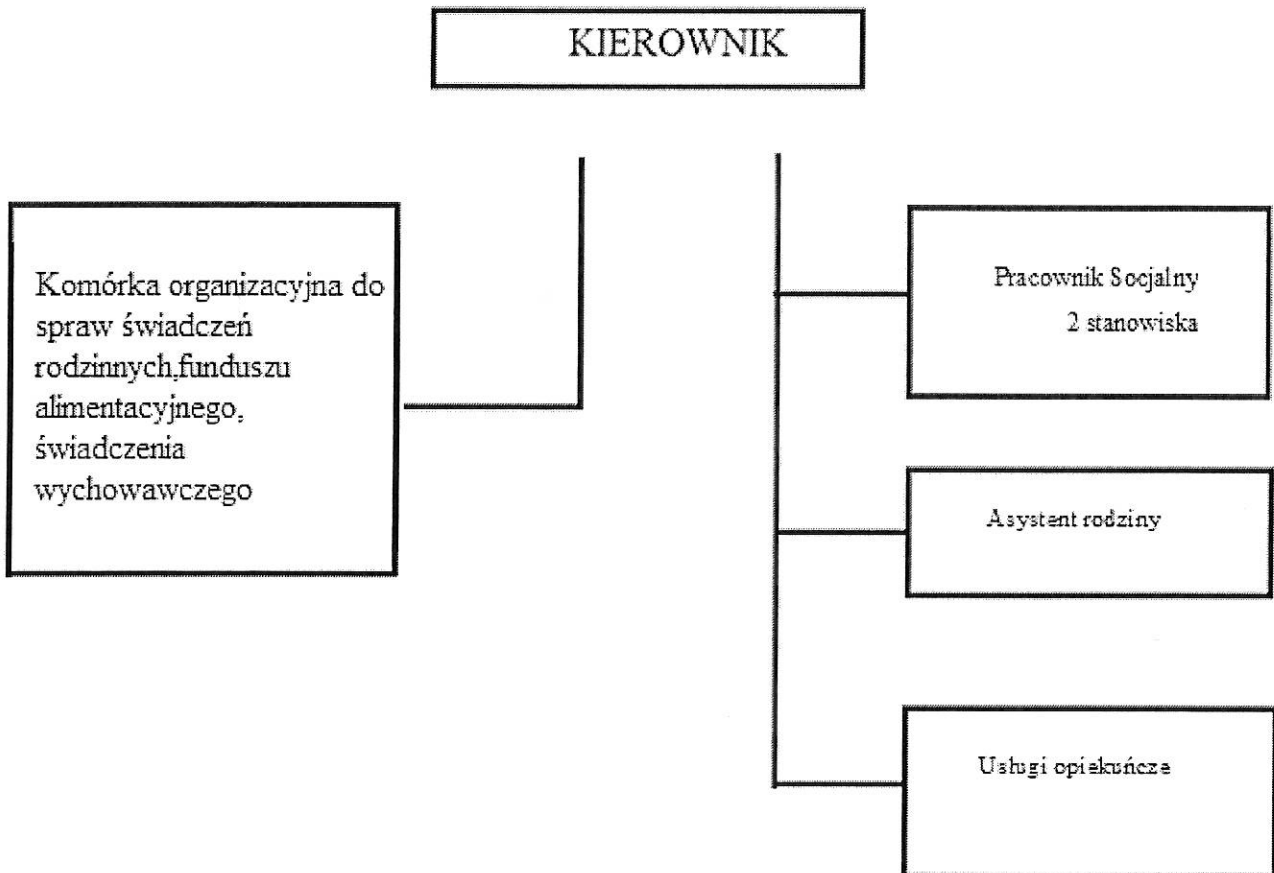 KIEROWNIK
Komórka organizacyjna do
spraw świadczeń
rodzinnych,funduszu
alimentacyjnego,
świadczenia
wychowawczego
Pracownik Socjalny
2 stanowiska
Asystent rodziny
Usługi opiekuńcze